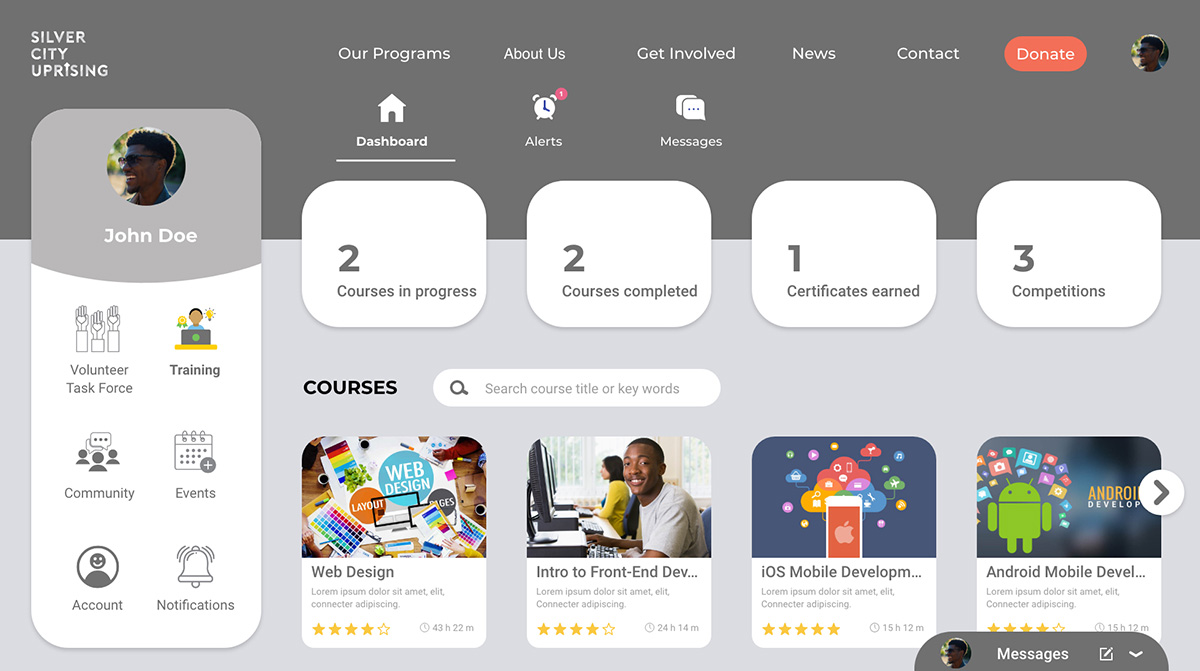 SILVER
CITY
UPRISING
Our Programs
About Us
Get Involved
News
Contact
Donate
Dashboard
1
Alerts
Messages
John Doe
2
Courses in progress
2
Courses completed
1
Certificates earned
3
Competitions
Volunteer
Task Force
Training
Community
Events
Account
Notifications
COURSES
Search course title or key words
WEB
DESIGN
LAYOUT
PAGES
Web Design
Lorem ipsum dolor sit amet, elit,
connecter adipiscing.
43 h 22 m
Intro to Front-End Dev...
Lorem ipsum dolor sit amet, elit,
Connecter adipiscing.
24 h 14 m
iOS Mobile Developm...
Lorem ipsum dolor sit amet, elit,
Connecter adipiscing.
15 h 12 m
ANDROI
DEVELOP
Android Mobile Devel...
Lorem ipsum dolor sit amet, elit,
Connecter adipiscing.
15 h 12 m
Messages